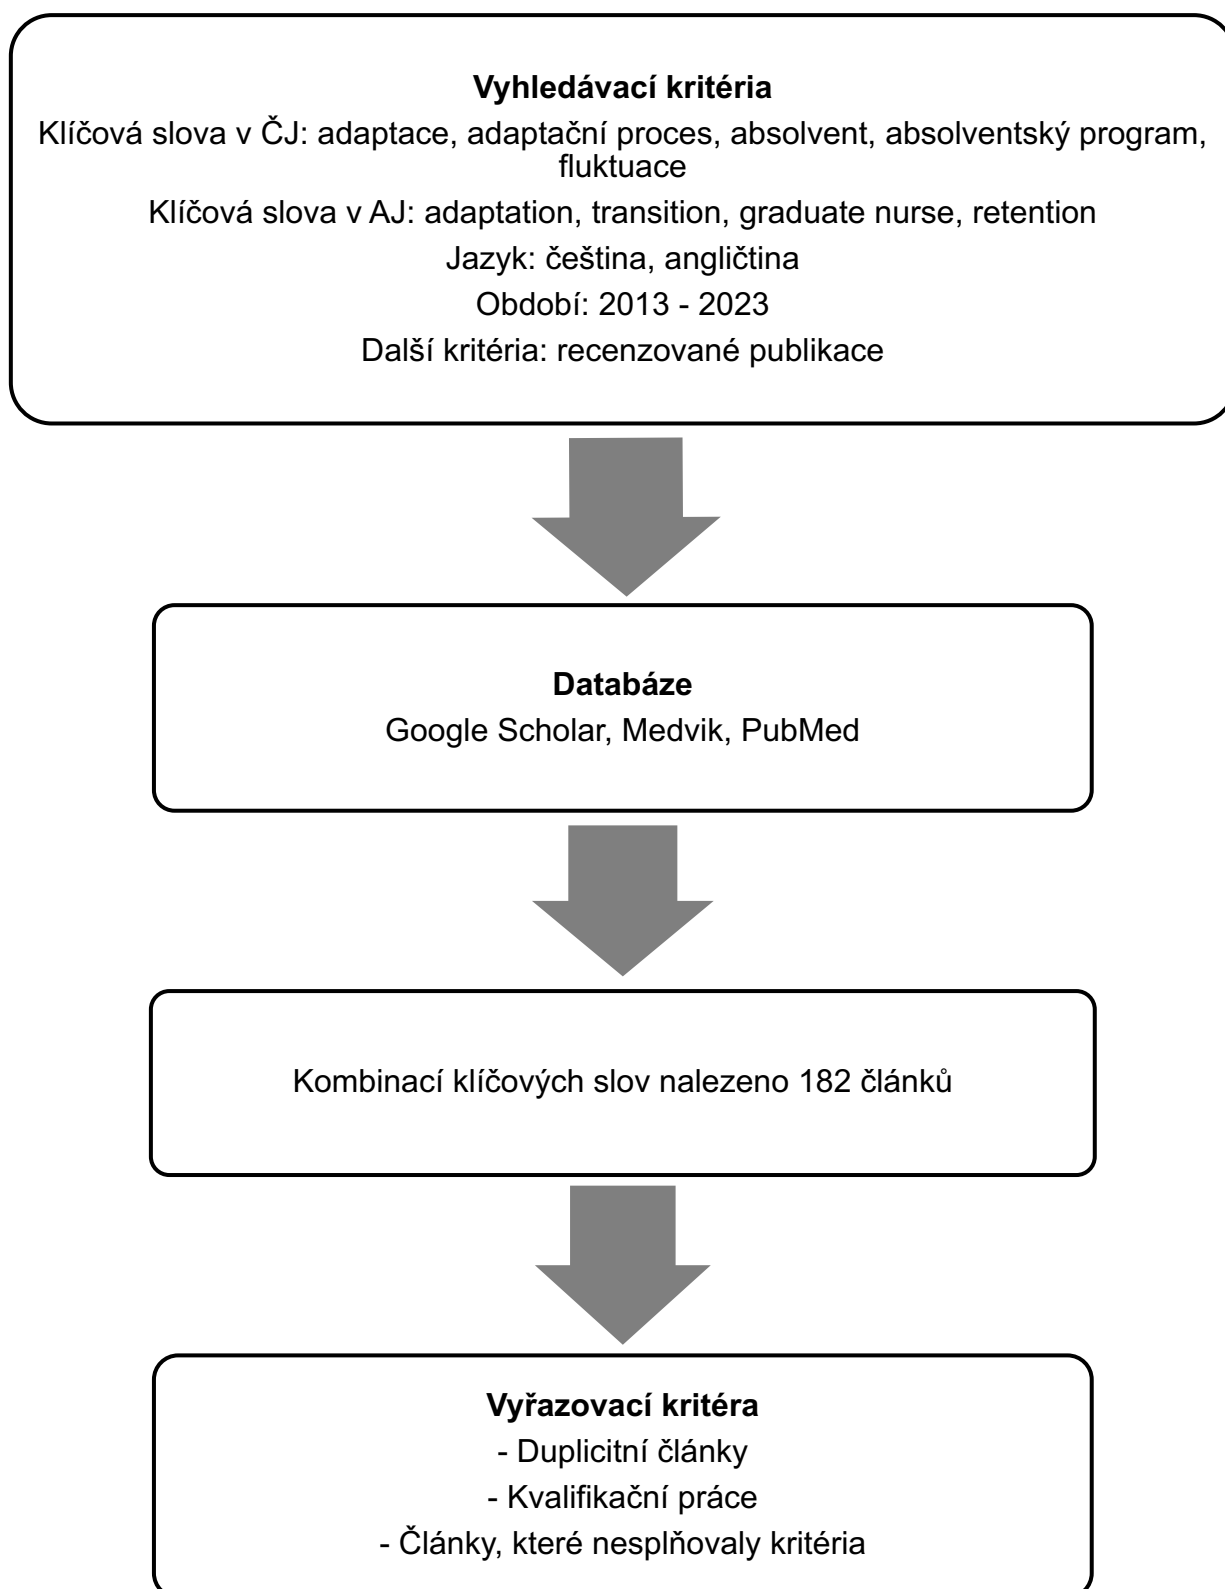 Vyhledávací kritéria
Klíčová slova v ČJ: adaptace, adaptační proces, absolvent, absolventský program,
fluktuace
Klíčová slova v AJ: adaptation, transition, graduate nurse, retention
Jazyk: čeština, angličtina
Období: 2013 - 2023
Další kritéria: recenzované publikace
Databáze
Google Scholar, Medvik, PubMed
Kombinací klíčových slov nalezeno 182 článků
Vyřazovací kritéra
- Duplicitní články
- Kvalifikační práce
- Články, které nesplňovaly kritéria